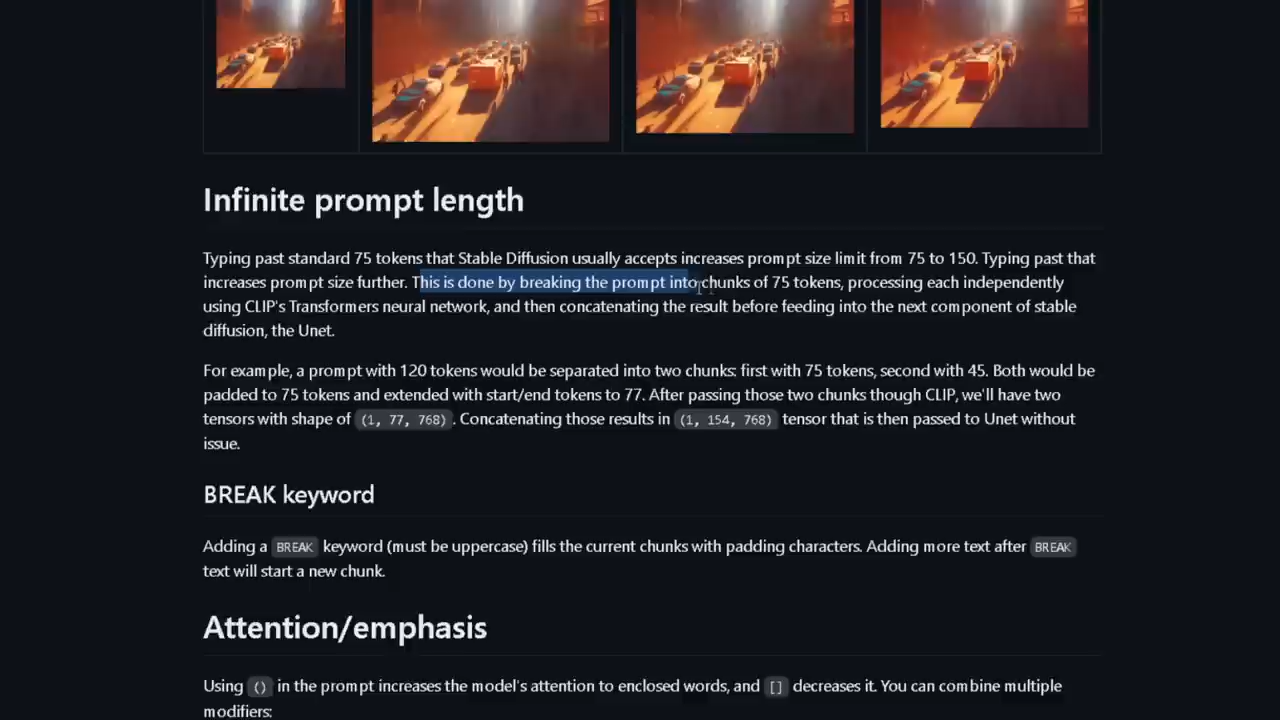 Infinite prompt length
Typing past standard 75 tokens that Stable Diffusion usually accepts increases prompt size limit from 75 to 150. Typing past that
increases prompt size further. This is done by breaking the prompt into chunks of 75 tokens, processing each independently
using CLIP's Transformers neural network, and then concatenating the result before feeding into the next component of stable
diffusion, the Unet.
For example, a prompt with 120 tokens would be separated into two chunks: first with 75 tokens, second with 45. Both would be
padded to 75 tokens and extended with start/end tokens to 77. After passing those two chunks though CLIP, we'll have two
tensors with shape of (1, 77, 768). Concatenating those results in (1, 154, 768) tensor that is then passed to Unet without
issue.
BREAK keyword
Adding a BREAK keyword (must be uppercase) fills the current chunks with padding characters. Adding more text after BREAK
text will start a new chunk.
Attention/emphasis
Using () in the prompt increases the model's attention to enclosed words, and [] decreases it. You can combine multiple
modifiers: